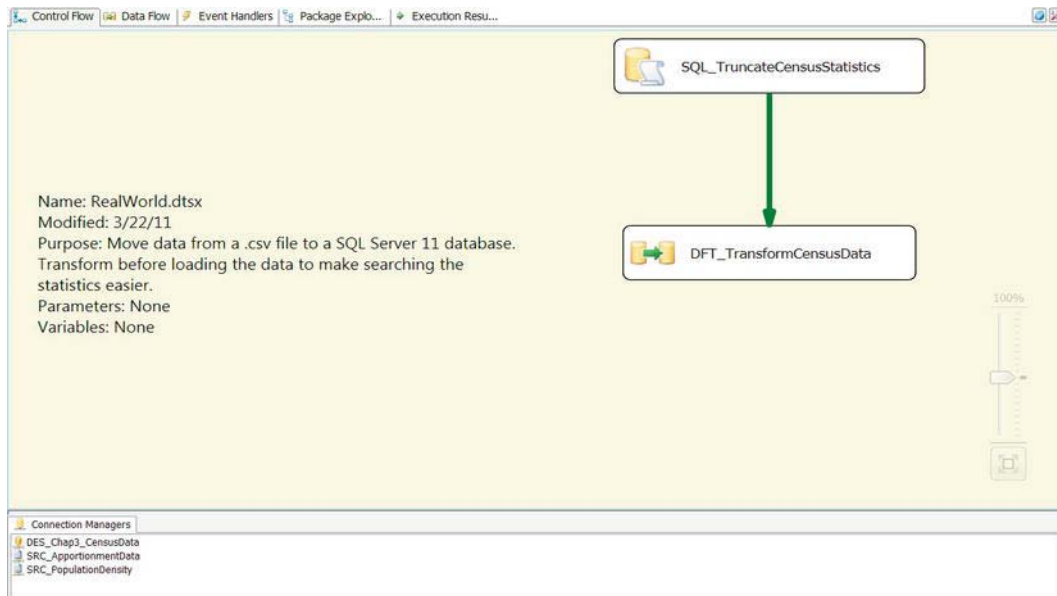 Control Flow
Data Flow
Event Handlers
Package Explo...
Execution Resu...
SQL_TruncateCensusStatistics
Name: RealWorld.dtsx
Modified: 3/22/11
Purpose: Move data from a .csv file to a SQL Server 11 database.
Transform before loading the data to make searching the
statistics easier.
Parameters: None
Variables: None
DFT_TransformCensusData
100%
Connection Managers
DES_Chap3_CensusData
SRC_ApportionmentData
SRC_PopulationDensity